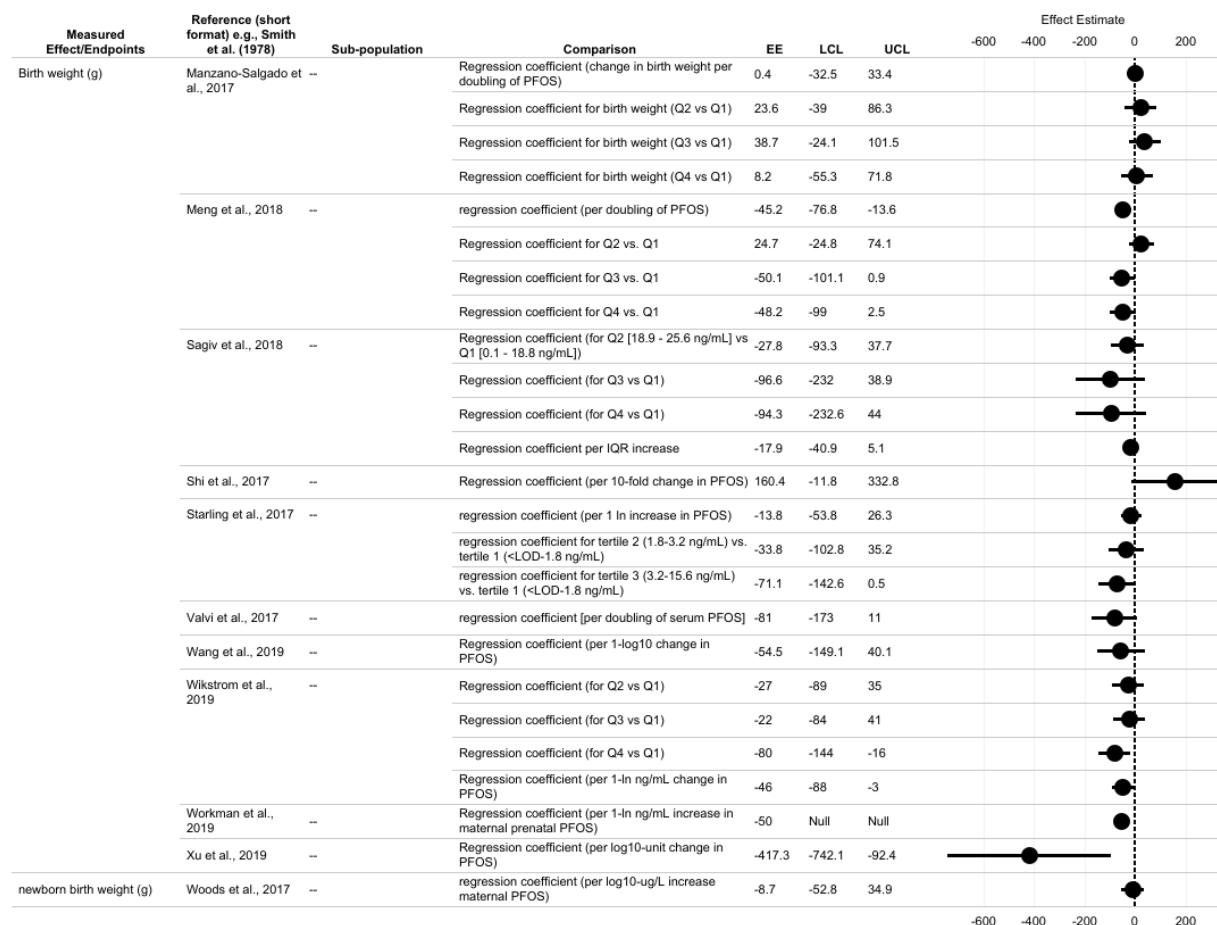 Measured Effect/Endpoints Reference (short format) e.g., Smith et al. (1978) Sub-population Comparison EE LCL UCL Effect Estimate
-600 -400 -200 0 200
Birth weight (g) Manzano-Salgado et al., 2017 -- Regression coefficient (change in birth weight per doubling of PFOS) 0.4 -32.5 33.4
Regression coefficient for birth weight (Q2 vs Q1) 23.6 -39 86.3
Regression coefficient for birth weight (Q3 vs Q1) 38.7 -24.1 101.5
Regression coefficient for birth weight (Q4 vs Q1) 8.2 -55.3 71.8
Meng et al., 2018 -- regression coefficient (per doubling of PFOS) -45.2 -76.8 -13.6
Regression coefficient for Q2 vs. Q1 24.7 -24.8 74.1
Regression coefficient for Q3 vs. Q1 -50.1 -101.1 0.9
Regression coefficient for Q4 vs. Q1 -48.2 -99 2.5
Sagiv et al., 2018 -- Regression coefficient (for Q2 [18.9 - 25.6 ng/mL] vs Q1 [0.1 - 18.8 ng/mL]) -27.8 -93.3 37.7
Regression coefficient (for Q3 vs Q1) -96.6 -232 38.9
Regression coefficient (for Q4 vs Q1) -94.3 -232.6 44
Regression coefficient per IQR increase -17.9 -40.9 5.1
Shi et al., 2017 -- Regression coefficient (per 10-fold change in PFOS) 160.4 -11.8 332.8
Starling et al., 2017 -- regression coefficient (per 1 ln increase in PFOS) -13.8 -53.8 26.3
regression coefficient for tertile 2 (1.8-3.2 ng/mL) vs. tertile 1 (<LOD-1.8 ng/mL) -33.8 -102.8 35.2
regression coefficient for tertile 3 (3.2-15.6 ng/mL) vs. tertile 1 (<LOD-1.8 ng/mL) -71.1 -142.6 0.5
Valvi et al., 2017 -- regression coefficient [per doubling of serum PFOS] -81 -173 11
Wang et al., 2019 -- Regression coefficient (per 1-log10 change in PFOS) -54.5 -149.1 40.1
Wikstrom et al., 2019 -- Regression coefficient (for Q2 vs Q1) -27 -89 35
Regression coefficient (for Q3 vs Q1) -22 -84 41
Regression coefficient (for Q4 vs Q1) -80 -144 -16
Regression coefficient (per 1-ln ng/mL change in PFOS) -46 -88 -3
Workman et al., 2019 -- Regression coefficient (per 1-ln ng/mL increase in maternal prenatal PFOS) -50 Null Null
Xu et al., 2019 -- Regression coefficient (per log10-unit change in PFOS) -417.3 -742.1 -92.4
newborn birth weight (g) Woods et al., 2017 -- regression coefficient (per log10-ug/L increase maternal PFOS) -8.7 -52.8 34.9
-600 -400 -200 0 200